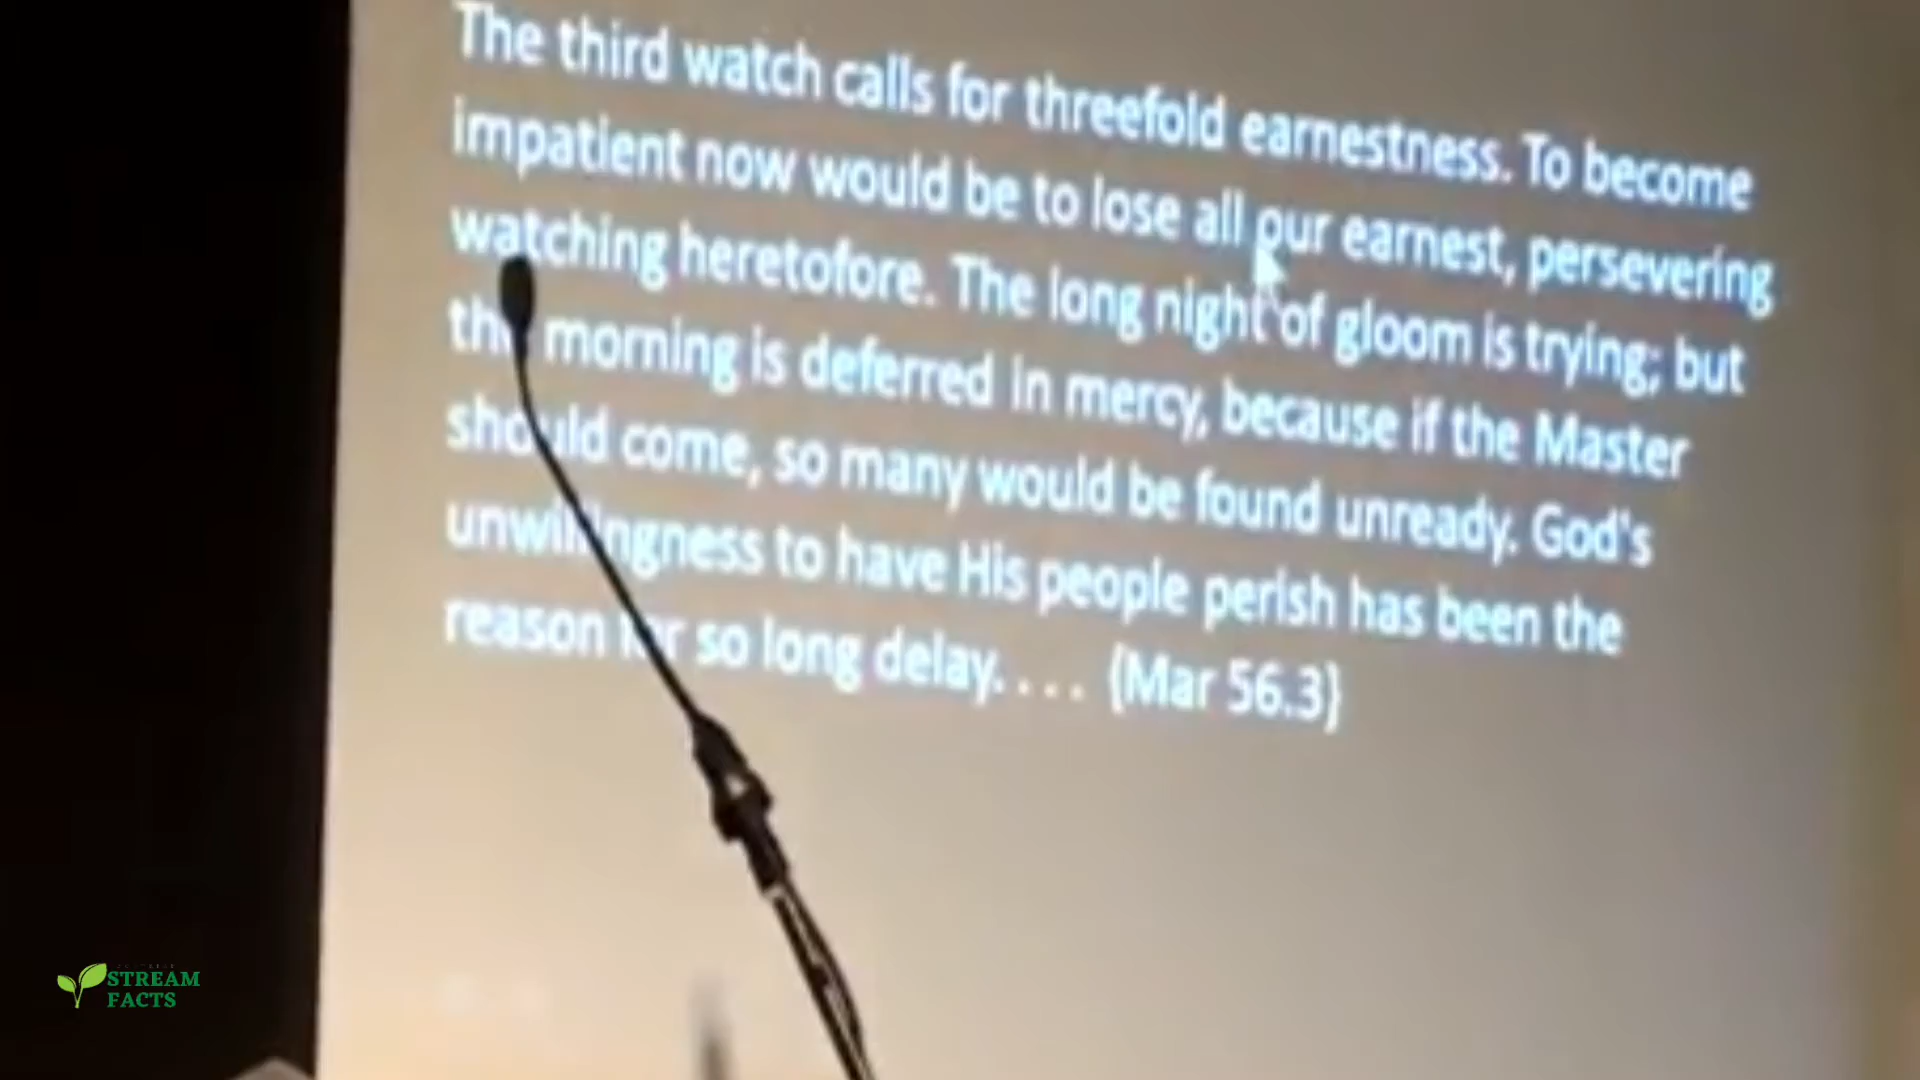 The third watch calls for threefold earnestness. To become
impatient now would be to lose all our earnest, persevering
watching heretofore. The long night of gloom is trying; but
the morning is deferred in mercy, because if the Master
should come, so many would be found unready. God's
unwillingness to have His people perish has been the
reason for so long delay. . . . {Mar 56.3}
STREAM
FACTS